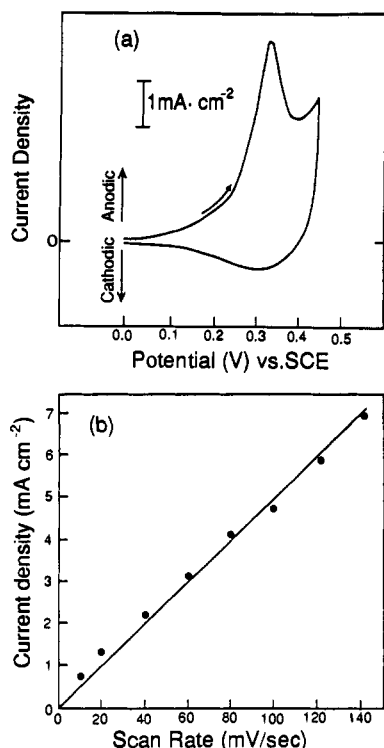 (a)
1mA· cm-2
Current Density
Anodic
Cathodic
0
0.0 0.1 0.2 0.3 0.4 0.5
Potential (V) vs.SCE
(b)
Current density (mA cm-2)
7
6
5
4
3
2
1
0
0 20 40 60 80 100 120 140
Scan Rate (mV/sec)